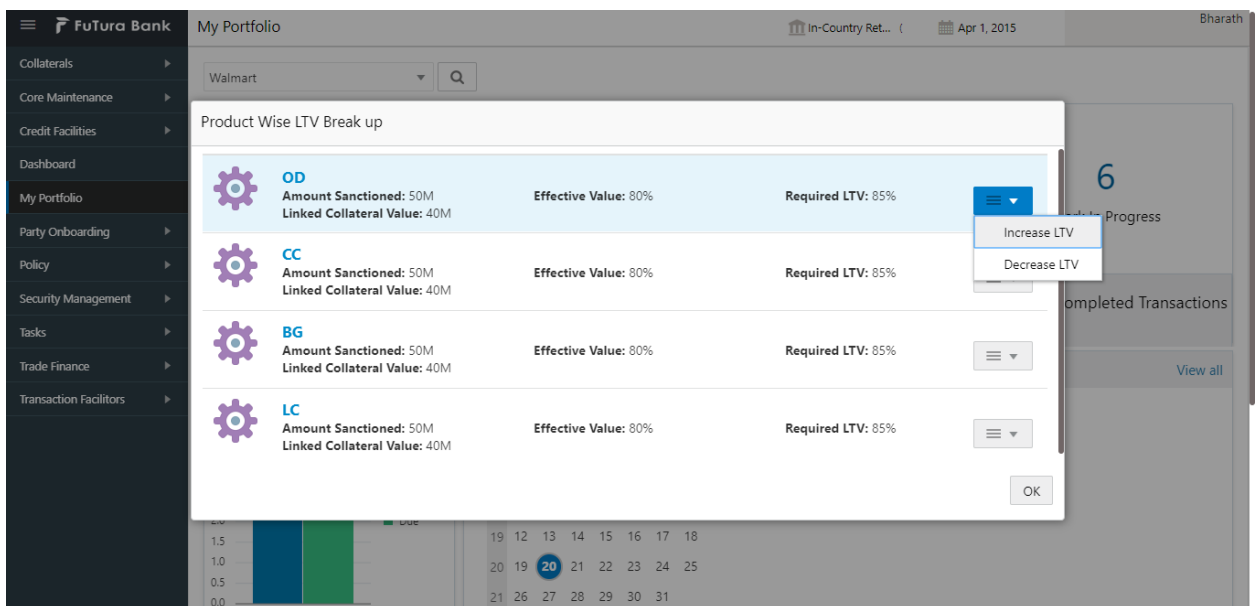 FuTura Bank
My Portfolio
In-Country Ret... (
Apr 1, 2015
Bharath
Collaterals
Core Maintenance
Credit Facilities
Dashboard
My Portfolio
Party Onboarding
Policy
Security Management
Tasks
Trade Finance
Transaction Facilitors
Walmart
Product Wise LTV Break up
OD
Amount Sanctioned: 50M
Linked Collateral Value: 40M
Effective Value: 80%
Required LTV: 85%
Increase LTV
Decrease LTV
CC
Amount Sanctioned: 50M
Linked Collateral Value: 40M
Effective Value: 80%
Required LTV: 85%
BG
Amount Sanctioned: 50M
Linked Collateral Value: 40M
Effective Value: 80%
Required LTV: 85%
LC
Amount Sanctioned: 50M
Linked Collateral Value: 40M
Effective Value: 80%
Required LTV: 85%
OK
6
Progress
ompleted Transactions
View all
2.0
1.5
1.0
0.5
0.0
Due
19 12 13 14 15 16 17 18
20 19 20 21 22 23 24 25
21 26 27 28 29 30 31